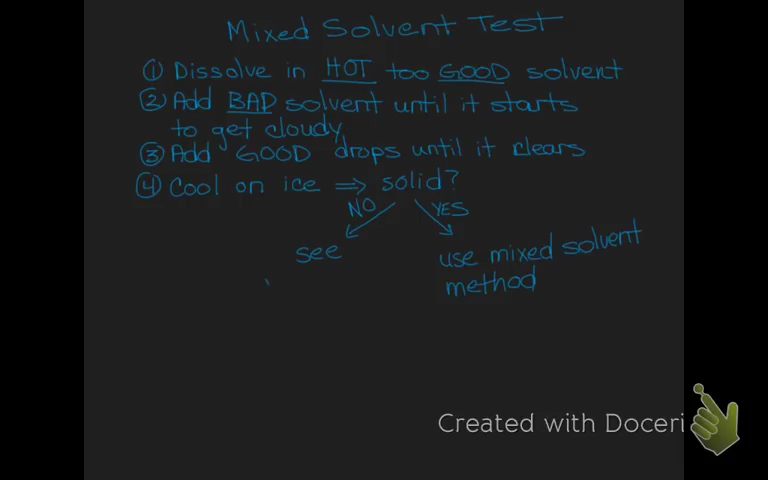 Mixed Solvent Test
① Dissolve in HOT too GOOD solvent
② Add BAD solvent until it starts
to get cloudy
③ Add GOOD drops until it clears
④ Cool on ice ⇒ solid?
NO YES
see
use mixed solvent
method
Created with Doceri